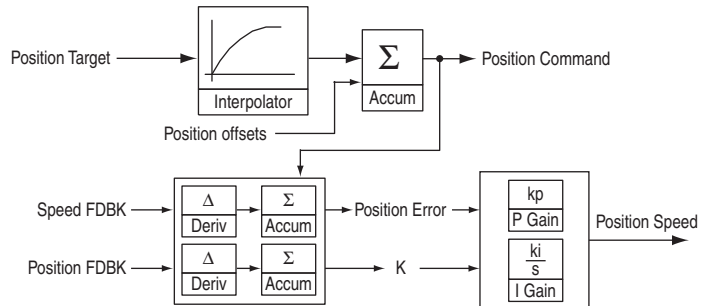 Position Target
Interpolator
Σ
Accum
Position Command
Position offsets
Speed FDBK
Δ
Deriv
Σ
Accum
Position Error
kp
P Gain
Position Speed
Position FDBK
Δ
Deriv
Σ
Accum
K
ki
s
I Gain